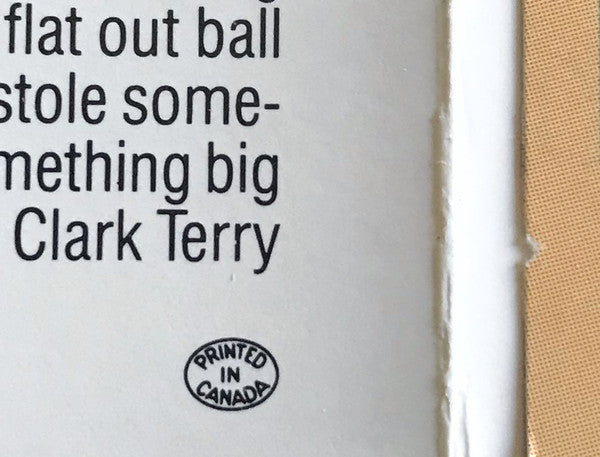 flat out ball
stole some-
mething big
Clark Terry
PRINTED
IN
CANADA